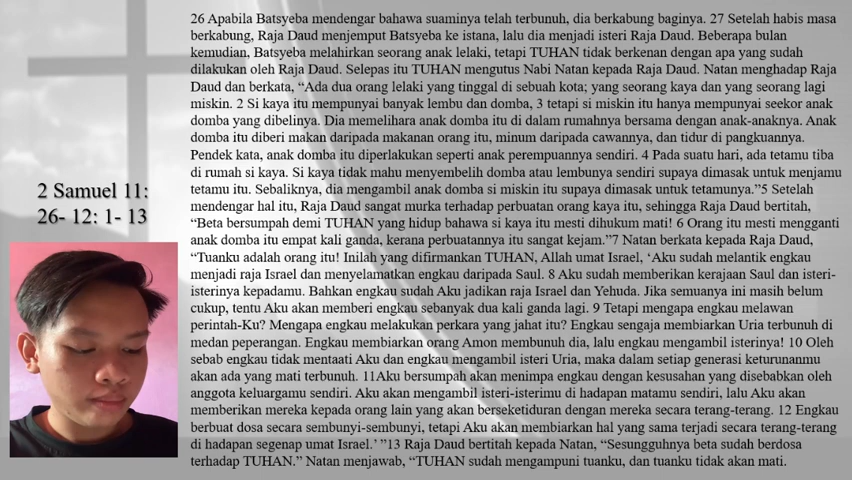 2 Samuel 11:
26- 12: 1- 13
26 Apabila Batsyeba mendengar bahawa suaminya telah terbunuh, dia berkabung baginya. 27 Setelah habis masa
berkabung, Raja Daud menjemput Batsyeba ke istana, lalu dia menjadi isteri Raja Daud. Beberapa bulan
kemudian, Batsyeba melahirkan seorang anak lelaki, tetapi TUHAN tidak berkenan dengan apa yang sudah
dilakukan oleh Raja Daud. Selepas itu TUHAN mengutus Nabi Natan kepada Raja Daud. Natan menghadap Raja
Daud dan berkata, “Ada dua orang lelaki yang tinggal di sebuah kota; yang seorang kaya dan yang seorang lagi
miskin. 2 Si kaya itu mempunyai banyak lembu dan domba, 3 tetapi si miskin itu hanya mempunyai seekor anak
domba yang dibelinya. Dia memelihara anak domba itu di dalam rumahnya bersama dengan anak-anaknya. Anak
domba itu diberi makan daripada makanan orang itu, minum daripada cawannya, dan tidur di pangkuannya.
Pendek kata, anak domba itu diperlakukan seperti anak perempuannya sendiri. 4 Pada suatu hari, ada tetamu tiba
di rumah si kaya. Si kaya tidak mahu menyembelih domba atau lembunya sendiri supaya dimasak untuk menjamu
tetamu itu. Sebaliknya, dia mengambil anak domba si miskin itu supaya dimasak untuk tetamunya.”5 Setelah
mendengar hal itu, Raja Daud sangat murka terhadap perbuatan orang kaya itu, sehingga Raja Daud bertitah,
“Beta bersumpah demi TUHAN yang hidup bahawa si kaya itu mesti dihukum mati! 6 Orang itu mesti mengganti
anak domba itu empat kali ganda, kerana perbuatannya itu sangat kejam.”7 Natan berkata kepada Raja Daud,
“Tuanku adalah orang itu! Inilah yang difirmankan TUHAN, Allah umat Israel, ‘Aku sudah melantik engkau
menjadi raja Israel dan menyelamatkan engkau daripada Saul. 8 Aku sudah memberikan kerajaan Saul dan isteri-
isterinya kepadamu. Bahkan engkau sudah Aku jadikan raja Israel dan Yehuda. Jika semuanya ini masih belum
cukup, tentu Aku akan memberi engkau sebanyak dua kali ganda lagi. 9 Tetapi mengapa engkau melawan
perintah-Ku? Mengapa engkau melakukan perkara yang jahat itu? Engkau sengaja membiarkan Uria terbunuh di
medan peperangan. Engkau membiarkan orang Amon membunuh dia, lalu engkau mengambil isterinya! 10 Oleh
sebab engkau tidak mentaati Aku dan engkau mengambil isteri Uria, maka dalam setiap generasi keturunanmu
akan ada yang mati terbunuh. 11Aku bersumpah akan menimpa engkau dengan kesusahan yang disebabkan oleh
anggota keluargamu sendiri. Aku akan mengambil isteri-isterimu di hadapan matamu sendiri, lalu Aku akan
memberikan mereka kepada orang lain yang akan berseketiduran dengan mereka secara terang-terang. 12 Engkau
berbuat dosa secara sembunyi-sembunyi, tetapi Aku akan membiarkan hal yang sama terjadi secara terang-terang
di hadapan segenap umat Israel.’ ”13 Raja Daud bertitah kepada Natan, “Sesungguhnya beta sudah berdosa
terhadap TUHAN.” Natan menjawab, “TUHAN sudah mengampuni tuanku, dan tuanku tidak akan mati.